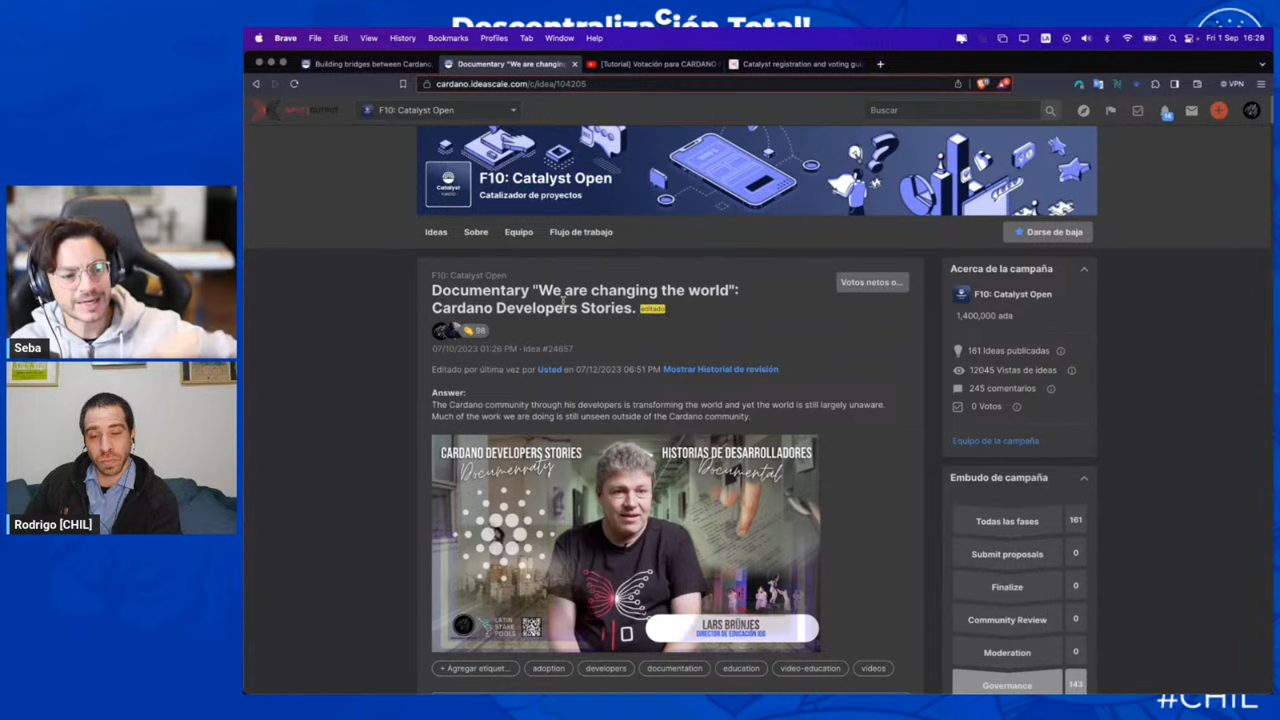 Descentralización Total!
Brave File Edit View History Bookmarks Profiles Tab Window Help
Fri 1 Sep 16:28
Building bridges between Cardano.
Documentary "We are changing
[Tutorial] Votación para CARDANO
Catalyst registration and voting gui
cardano.ideascale.com/c/idea/104205
VPN
INPUT OUTPUT
F10: Catalyst Open
Buscar
Catalyst
F10: Catalyst Open
Catalizador de proyectos
Ideas Sobre Equipo Flujo de trabajo
Darse de baja
F10: Catalyst Open
Documentary "We are changing the world":
Cardano Developers Stories. editado
Votos netos o...
98
07/10/2023 01:26 PM · Idea #24657
Editado por última vez por Usted en 07/12/2023 06:51 PM Mostrar Historial de revisión
Answer:
The Cardano community through his developers is transforming the world and yet the world is still largely unaware.
Much of the work we are doing is still unseen outside of the Cardano community.
CARDANO DEVELOPERS STORIES
HISTORIAS DE DESARROLLADORES
Documental
LATIN
STAKE
POOLS
LARS BRÜNJES
DIRECTOR DE EDUCACIÓN IOG
+ Agregar etiquet...
adoption
developers
documentation
education
video-education
videos
Acerca de la campaña
F10: Catalyst Open
1,400,000 ada
161 Ideas publicadas
12045 Vistas de ideas
245 comentarios
0 Votos
Equipo de la campaña
Embudo de campaña
Todas las fases 161
Submit proposals 0
Finalize 0
Community Review 0
Moderation 0
Governance 143
Seba
Rodrigo [CHIL]
#CHIL